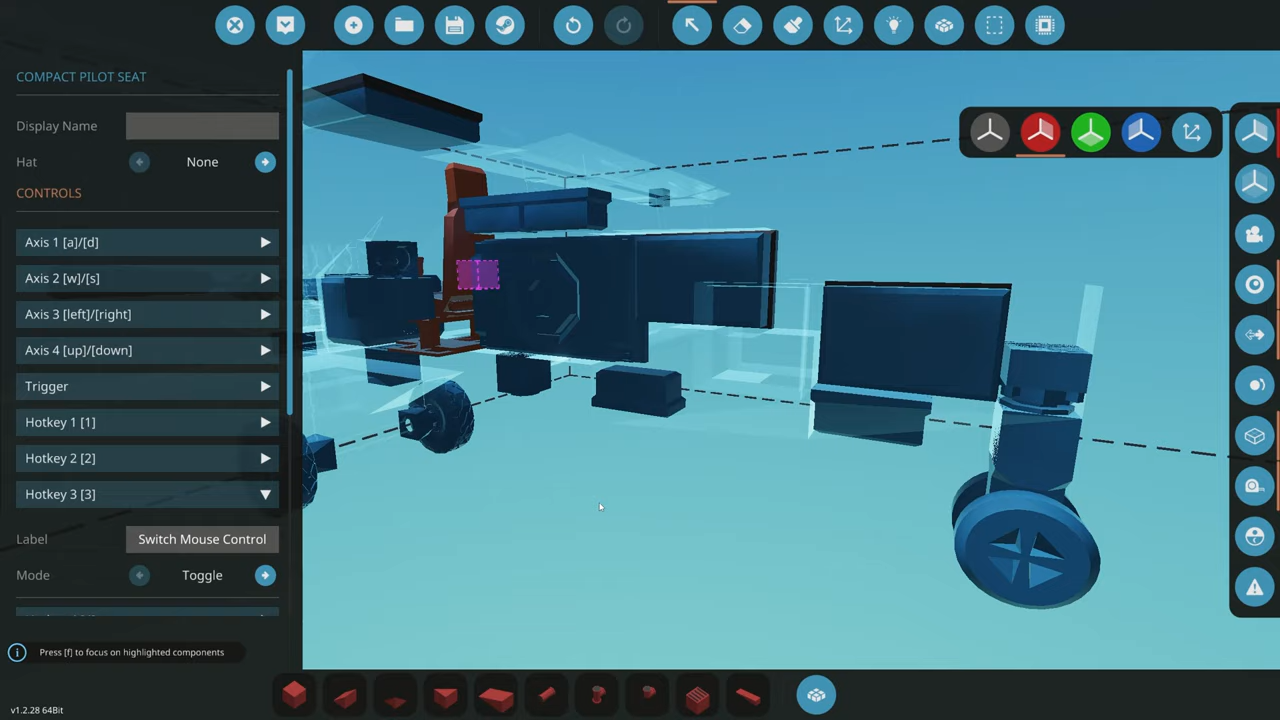 COMPACT PILOT SEAT
Display Name
Hat None
CONTROLS
Axis 1 [a]/[d]
Axis 2 [w]/[s]
Axis 3 [left]/[right]
Axis 4 [up]/[down]
Trigger
Hotkey 1 [1]
Hotkey 2 [2]
Hotkey 3 [3]
Label Switch Mouse Control
Mode Toggle
Press [f] to focus on highlighted components
v1.2.28 64Bit